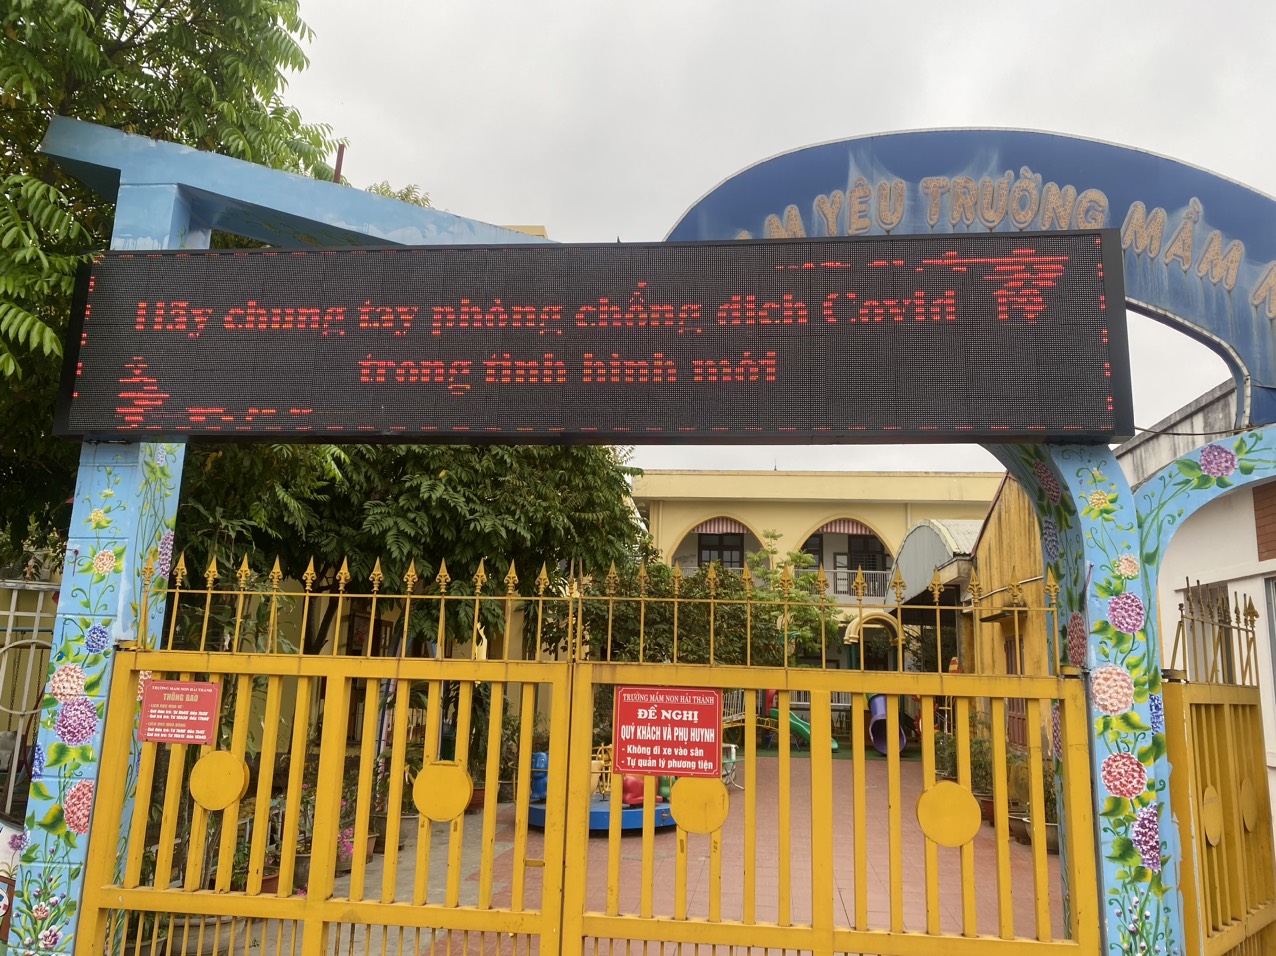 YÊU TRƯỜNG MẦM
Hãy chung tay phòng chống dịch Covid
trong tình hình mới
TRƯỜNG MẦM NON HẢI THÀNH
THÔNG BÁO
TRƯỜNG MẦM NON HẢI THÀNH
ĐỀ NGHỊ
QUÝ KHÁCH VÀ PHỤ HUYNH
- Không đi xe vào sân
- Tự quản lý phương tiện